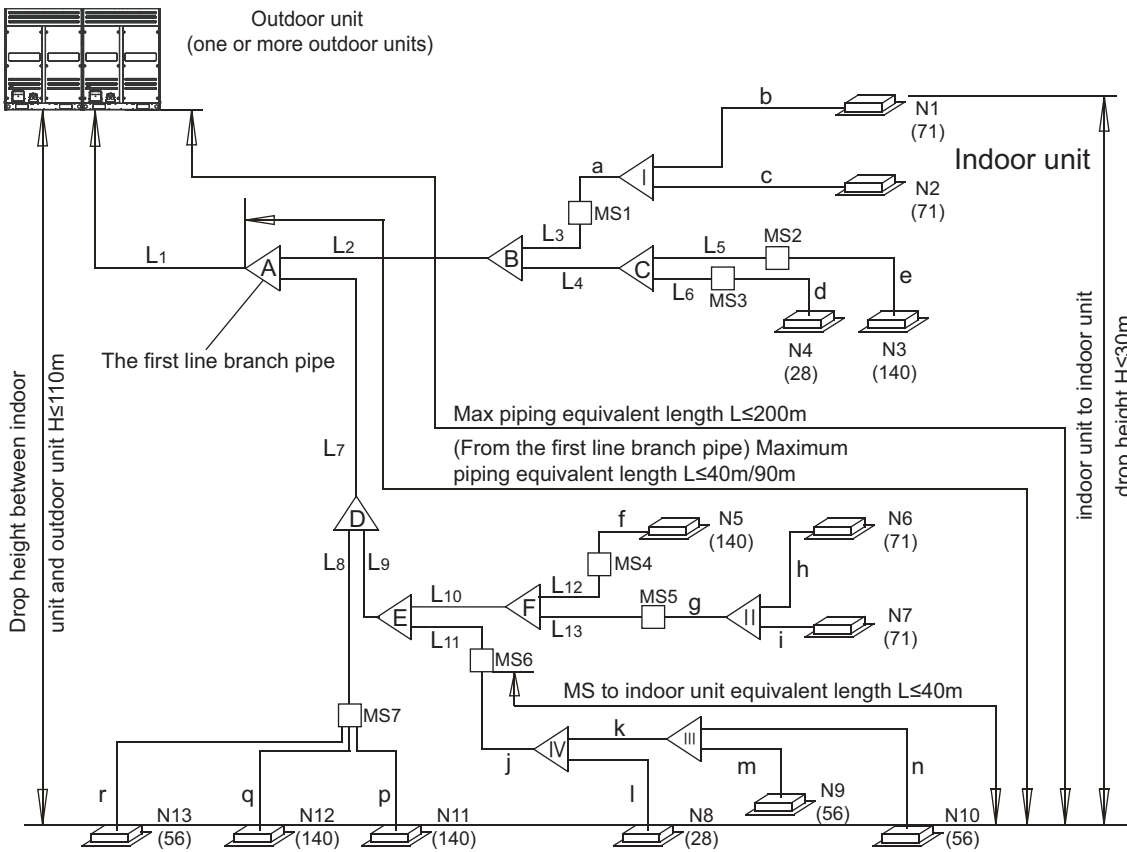 Outdoor unit
(one or more outdoor units)
b
N1
(71)
Indoor unit
a
I
c
N2
(71)
MS1
L1
L2
L3
A
B
C
L4
L5
MS2
L6
MS3
d
e
The first line branch pipe
N4
(28)
N3
(140)
Max piping equivalent length L≤200m
(From the first line branch pipe) Maximum
piping equivalent length L≤40m/90m
L7
D
L8
L9
f
N5
(140)
N6
(71)
MS4
h
L10
L12
E
F
MS5
g
II
L11
L13
i
N7
(71)
MS6
MS to indoor unit equivalent length L≤40m
MS7
j
IV
k
III
r
q
p
l
m
n
N13
(56)
N12
(140)
N11
(140)
N8
(28)
N9
(56)
N10
(56)
Drop height between indoor
unit and outdoor unit H≤110m
indoor unit to indoor unit
drop height H≤30m